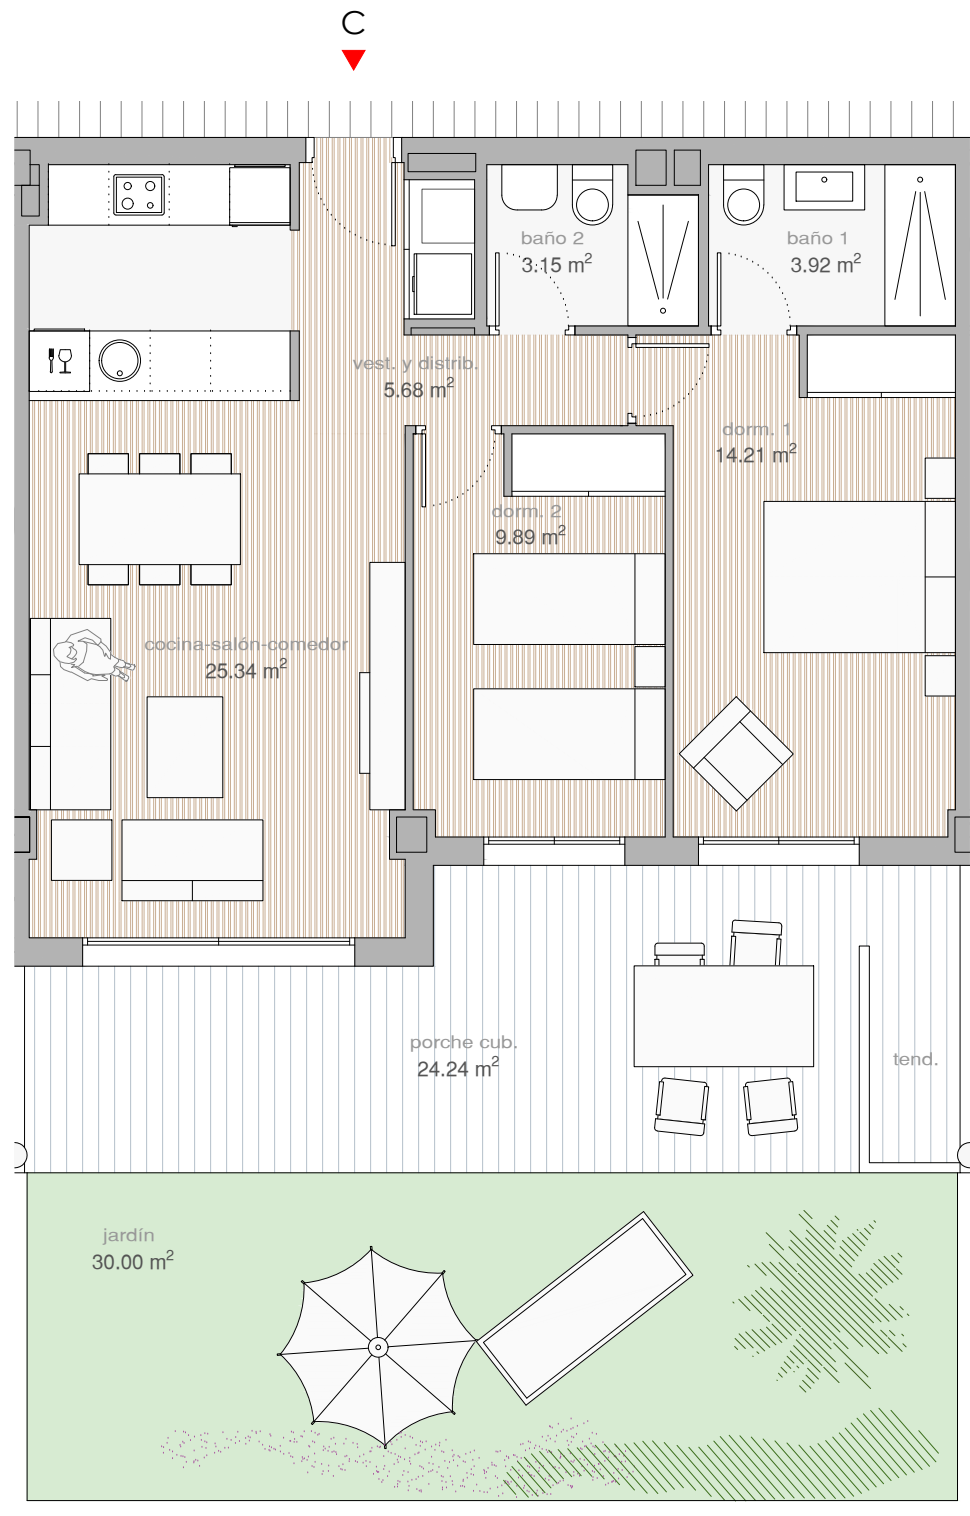 C
baño 2
3.15 m²
baño 1
3.92 m²
vest. y distrib.
5.68 m²
dorm. 1
14.21 m²
dorm. 2
9.89 m²
cocina-salón-comedor
25.34 m²
porche cub.
24.24 m²
tend.
jardín
30.00 m²